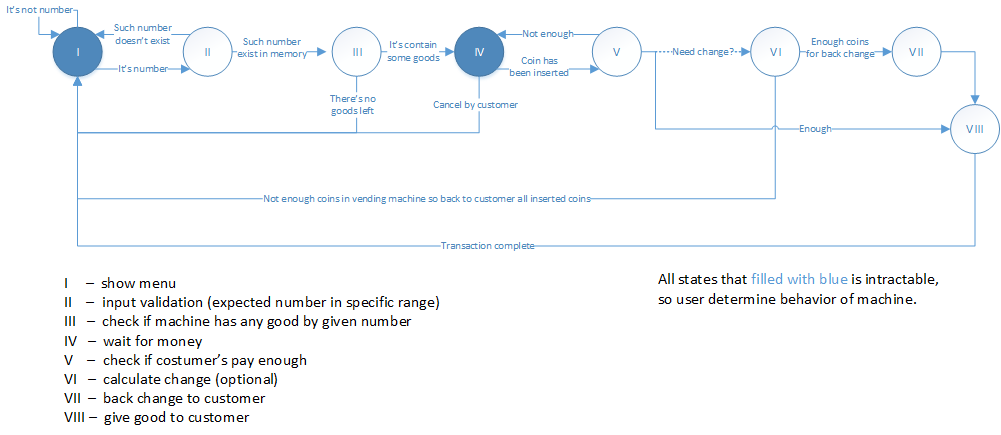 It's not number
Such number
doesn't exist
I
It's number
II
Such number
exist in memory
III
It's contain
some goods
There's no
goods left
IV
Cancel by customer
Not enough
Coin has
been inserted
V
Need change?
VI
Enough coins
for back change
VII
Enough
VIII
Not enough coins in vending machine so back to customer all inserted coins
Transaction complete
I – show menu
II – input validation (expected number in specific range)
III – check if machine has any good by given number
IV – wait for money
V – check if costumer's pay enough
VI – calculate change (optional)
VII – back change to customer
VIII – give good to customer
All states that filled with blue is intractable,
so user determine behavior of machine.